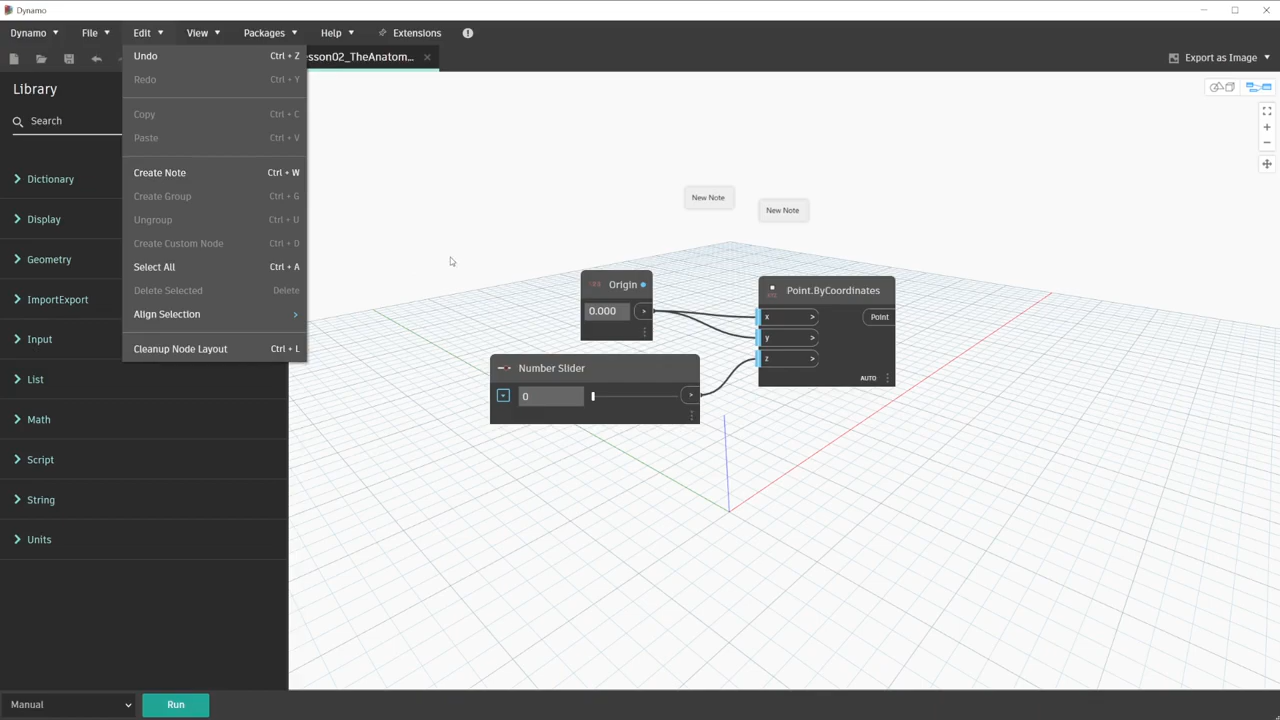 Dynamo
Dynamo File Edit View Packages Help Extensions
esson02_TheAnatom...
Export as Image
Library
Search
Dictionary
Display
Geometry
ImportExport
Input
List
Math
Script
String
Units
Undo Ctrl + Z
Redo Ctrl + Y
Copy Ctrl + C
Paste Ctrl + V
Create Note Ctrl + W
Create Group Ctrl + G
Ungroup Ctrl + U
Create Custom Node Ctrl + D
Select All Ctrl + A
Delete Selected Delete
Align Selection >
Cleanup Node Layout Ctrl + L
New Note
New Note
Origin
0.000 >
Number Slider
0 >
Point.ByCoordinates
x > Point
y >
z >
AUTO
Manual Run